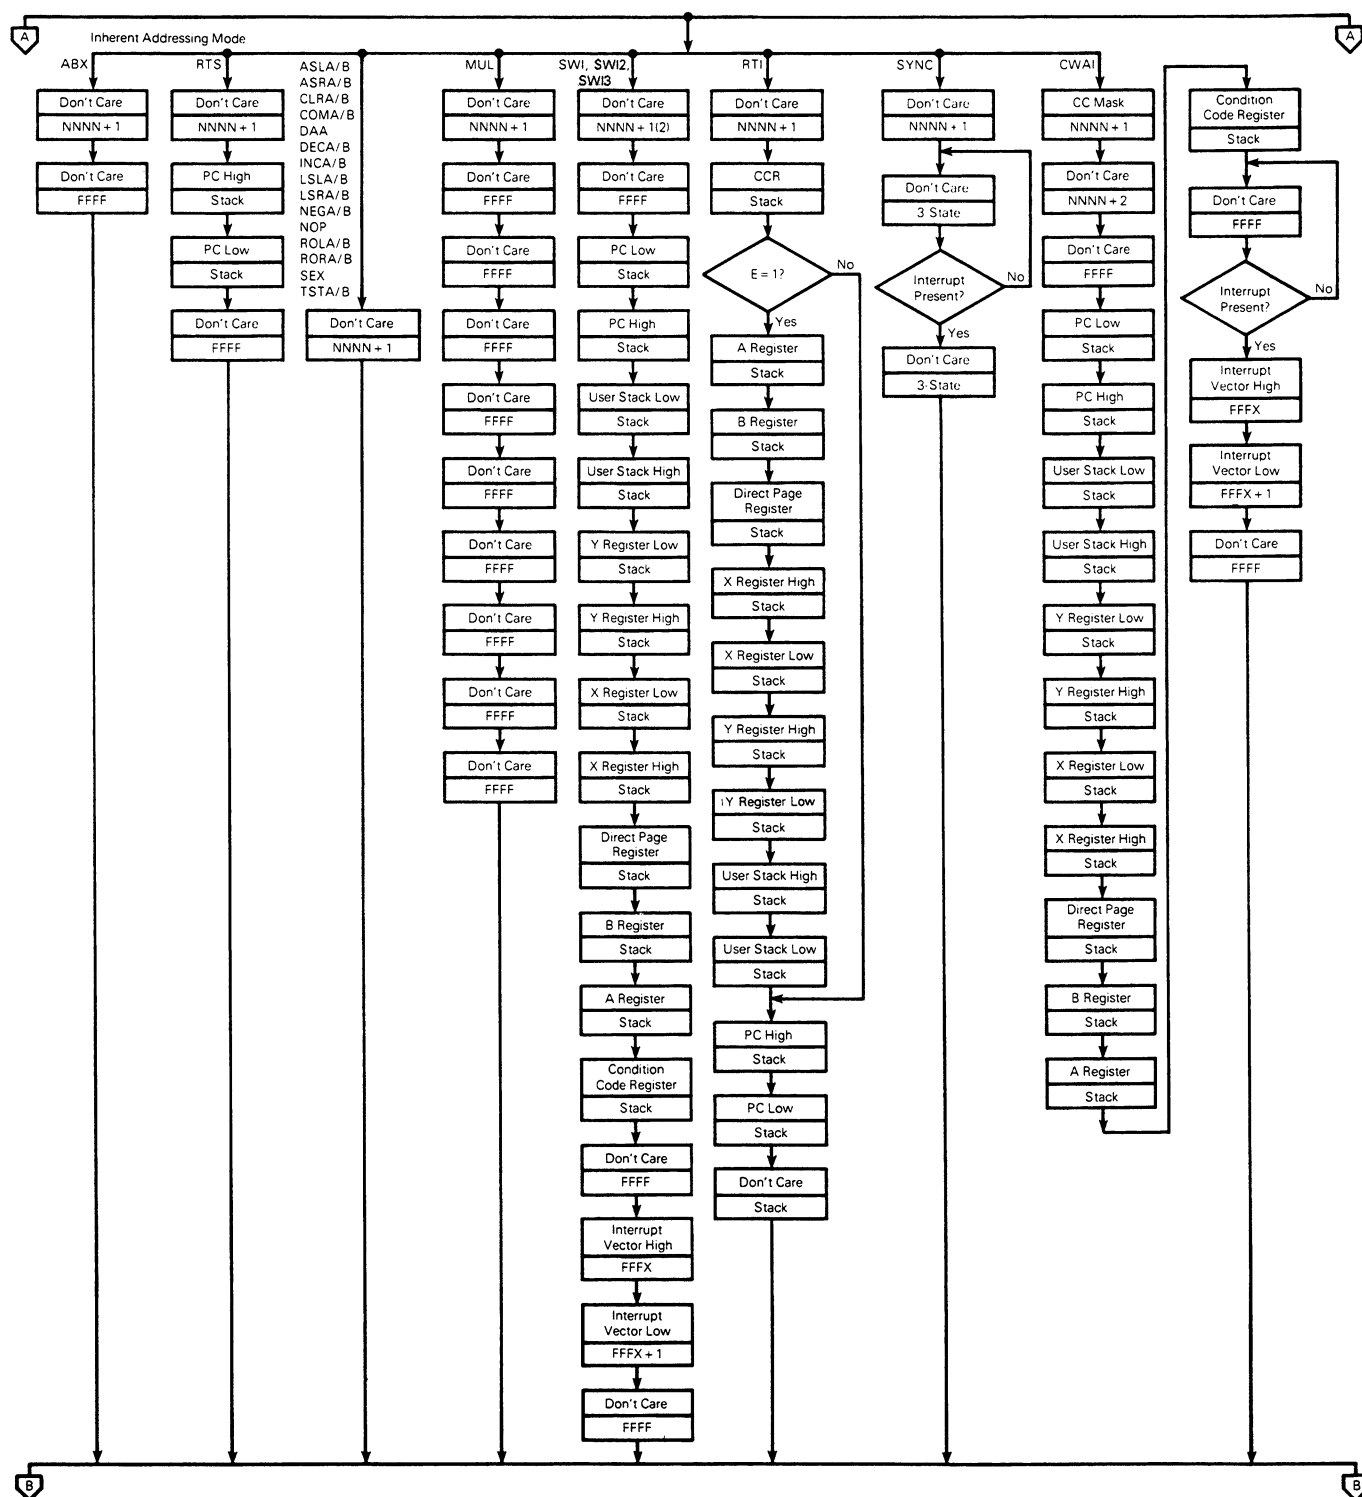 A
A
Inherent Addressing Mode
ABX
Don't Care
NNNN + 1
Don't Care
FFFF
RTS
Don't Care
NNNN + 1
PC High
Stack
PC Low
Stack
Don't Care
FFFF
ASLA/B
ASRA/B
CLRA/B
COMA/B
DAA
DECA/B
INCA/B
LSLA/B
LSRA/B
NEGA/B
NOP
ROLA/B
RORA/B
SEX
TSTA/B
Don't Care
NNNN + 1
MUL
Don't Care
NNNN + 1
Don't Care
FFFF
Don't Care
FFFF
Don't Care
FFFF
Don't Care
FFFF
Don't Care
FFFF
Don't Care
FFFF
Don't Care
FFFF
Don't Care
FFFF
Don't Care
FFFF
SWI, SWI2,
SWI3
Don't Care
NNNN + 1(2)
Don't Care
FFFF
PC Low
Stack
PC High
Stack
User Stack Low
Stack
User Stack High
Stack
Y Register Low
Stack
Y Register High
Stack
X Register Low
Stack
X Register High
Stack
Direct Page
Register
Stack
B Register
Stack
A Register
Stack
Condition
Code Register
Stack
Don't Care
FFFF
Interrupt
Vector High
FFFX
Interrupt
Vector Low
FFFX + 1
Don't Care
FFFF
RTI
Don't Care
NNNN + 1
CCR
Stack
E = 1?
No
Yes
A Register
Stack
B Register
Stack
Direct Page
Register
Stack
X Register High
Stack
X Register Low
Stack
Y Register High
Stack
Y Register Low
Stack
User Stack High
Stack
User Stack Low
Stack
PC High
Stack
PC Low
Stack
Don't Care
Stack
SYNC
Don't Care
NNNN + 1
Don't Care
3 State
Interrupt
Present?
No
Yes
Don't Care
3-State
CWAI
CC Mask
NNNN + 1
Don't Care
NNNN + 2
Don't Care
FFFF
PC Low
Stack
PC High
Stack
User Stack Low
Stack
User Stack High
Stack
Y Register Low
Stack
Y Register High
Stack
X Register Low
Stack
X Register High
Stack
Direct Page
Register
Stack
B Register
Stack
A Register
Stack
Condition
Code Register
Stack
Don't Care
FFFF
Interrupt
Present?
No
Yes
Interrupt
Vector High
FFFX
Interrupt
Vector Low
FFFX + 1
Don't Care
FFFF
B
B